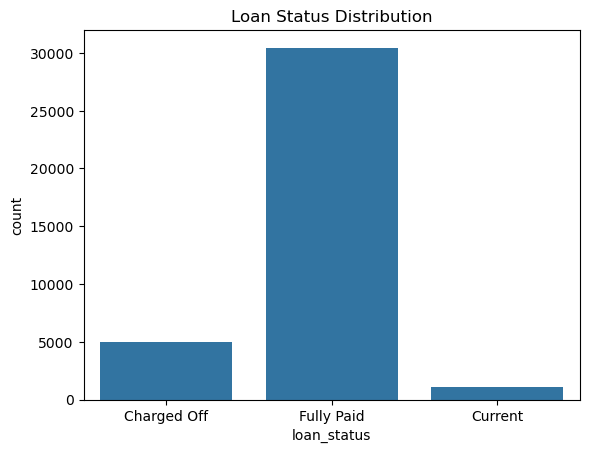 Loan Status Distribution
30000
25000
20000
15000
10000
5000
0
count
Charged Off Fully Paid Current
loan_status